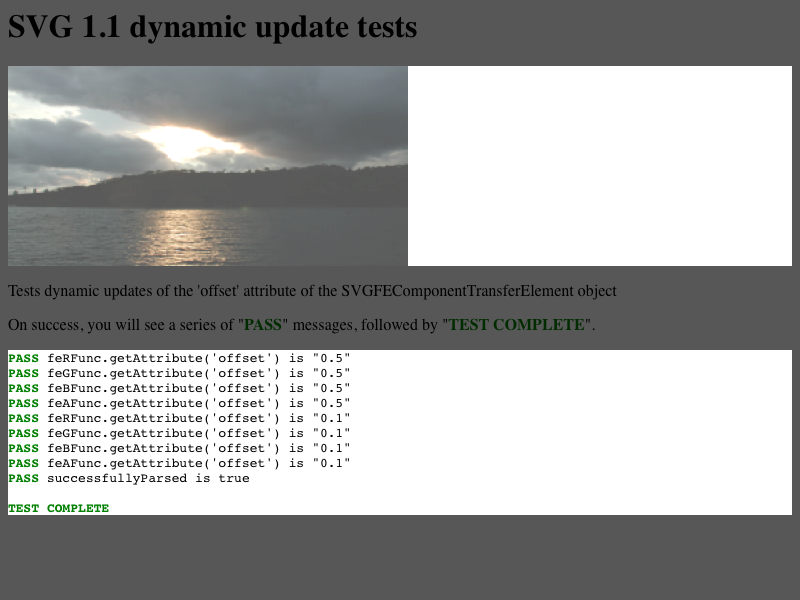 SVG 1.1 dynamic update tests
Tests dynamic updates of the 'offset' attribute of the SVGFEComponentTransferElement object
On success, you will see a series of "PASS" messages, followed by "TEST COMPLETE".
PASS feRFunc.getAttribute('offset') is "0.5"
PASS feGFunc.getAttribute('offset') is "0.5"
PASS feBFunc.getAttribute('offset') is "0.5"
PASS feAFunc.getAttribute('offset') is "0.5"
PASS feRFunc.getAttribute('offset') is "0.1"
PASS feGFunc.getAttribute('offset') is "0.1"
PASS feBFunc.getAttribute('offset') is "0.1"
PASS feAFunc.getAttribute('offset') is "0.1"
PASS successfullyParsed is true
TEST COMPLETE